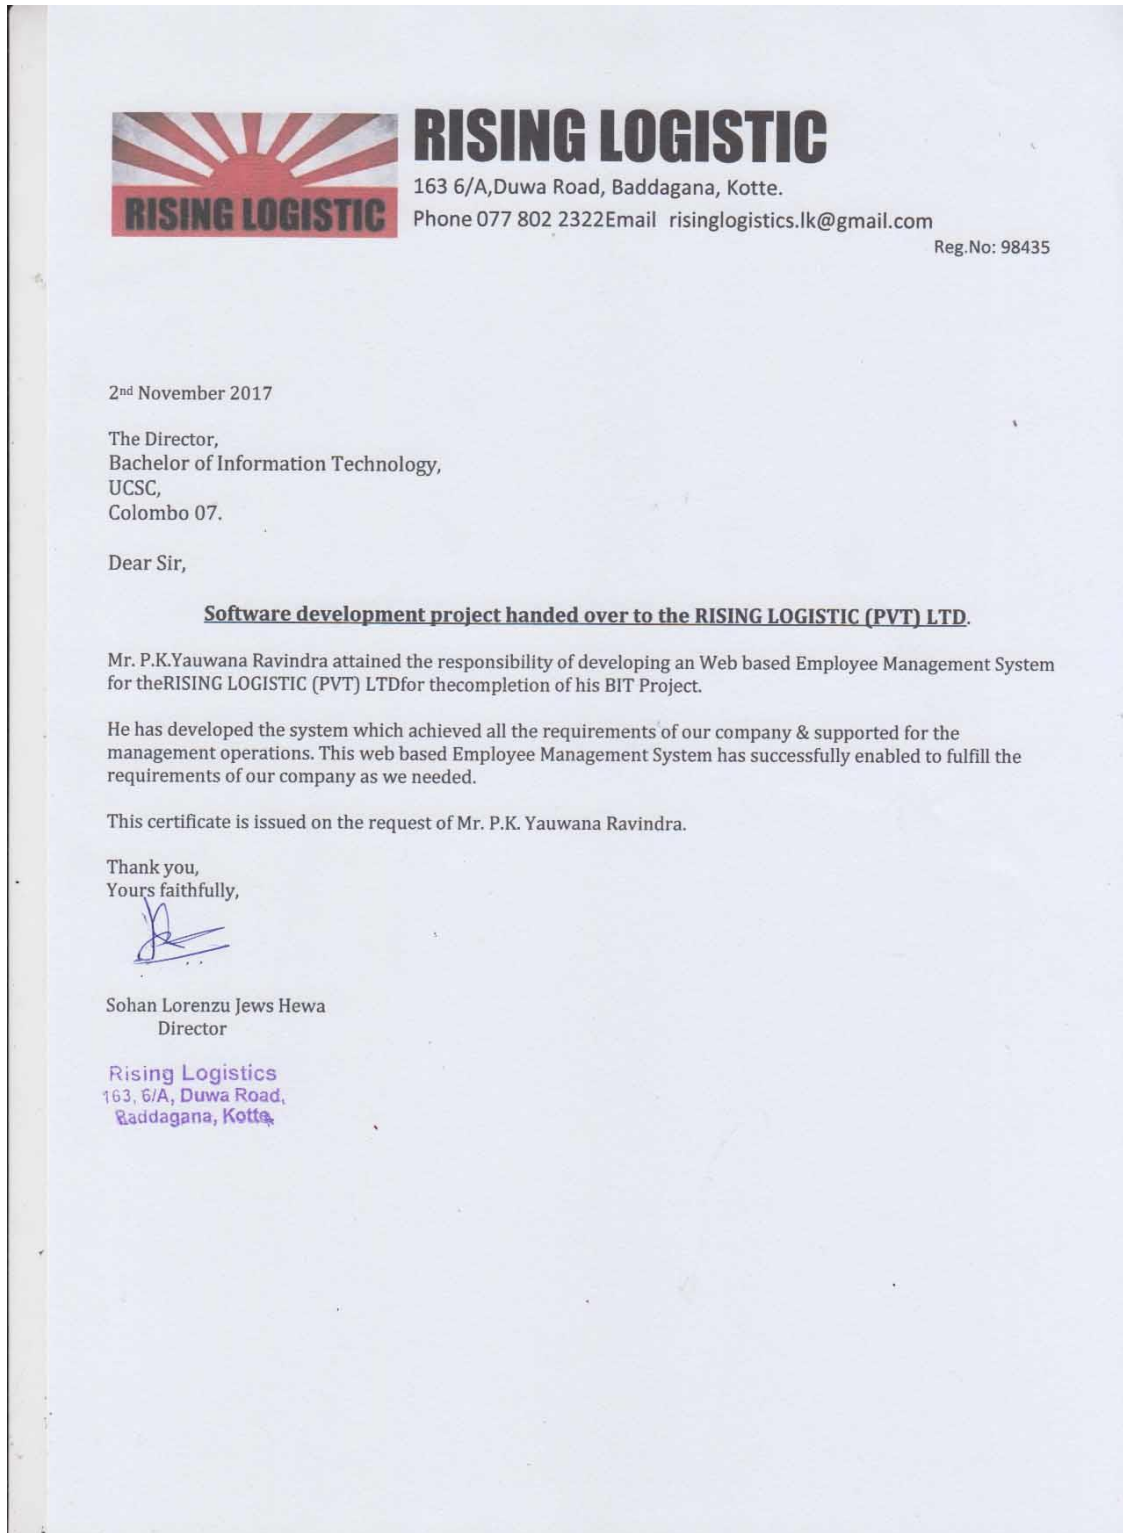 RISING LOGISTIC
RISING LOGISTIC
163 6/A,Duwa Road, Baddagana, Kotte.
Phone 077 802 2322Email risinglogistics.lk@gmail.com
Reg.No: 98435
2nd November 2017
The Director,
Bachelor of Information Technology,
UCSC,
Colombo 07.
Dear Sir,
Software development project handed over to the RISING LOGISTIC (PVT) LTD.
Mr. P.K.Yauwana Ravindra attained the responsibility of developing an Web based Employee Management System
for theRISING LOGISTIC (PVT) LTDfor thecompletion of his BIT Project.
He has developed the system which achieved all the requirements of our company & supported for the
management operations. This web based Employee Management System has successfully enabled to fulfill the
requirements of our company as we needed.
This certificate is issued on the request of Mr. P.K. Yauwana Ravindra.
Thank you,
Yours faithfully,
Sohan Lorenzu Jews Hewa
Director
Rising Logistics
163, 6/A, Duwa Road,
Baddagana, Kotte.